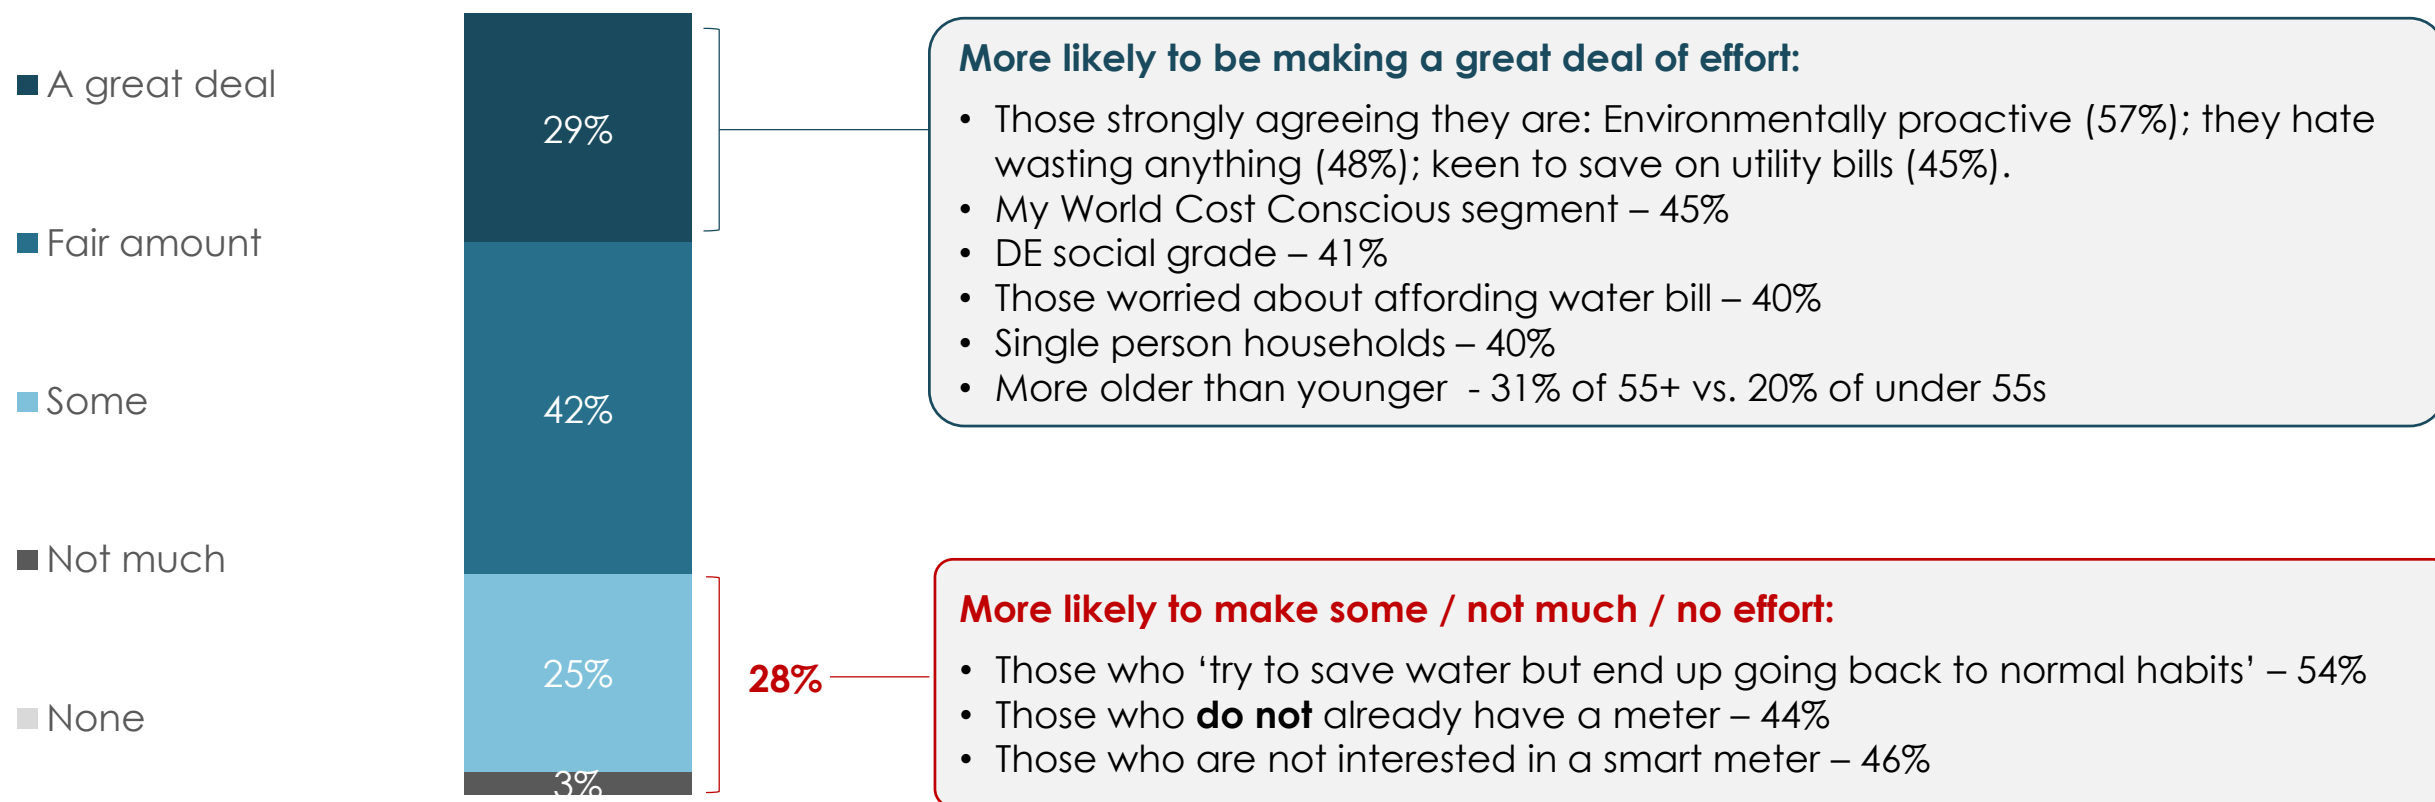 A great deal
Fair amount
Some
Not much
None
29%
42%
25%
3%
28%
More likely to be making a great deal of effort:
• Those strongly agreeing they are: Environmentally proactive (57%); they hate
wasting anything (48%); keen to save on utility bills (45%).
• My World Cost Conscious segment – 45%
• DE social grade – 41%
• Those worried about affording water bill – 40%
• Single person households – 40%
• More older than younger  - 31% of 55+ vs. 20% of under 55s
More likely to make some / not much / no effort:
• Those who ‘try to save water but end up going back to normal habits’ – 54%
• Those who do not already have a meter – 44%
• Those who are not interested in a smart meter – 46%